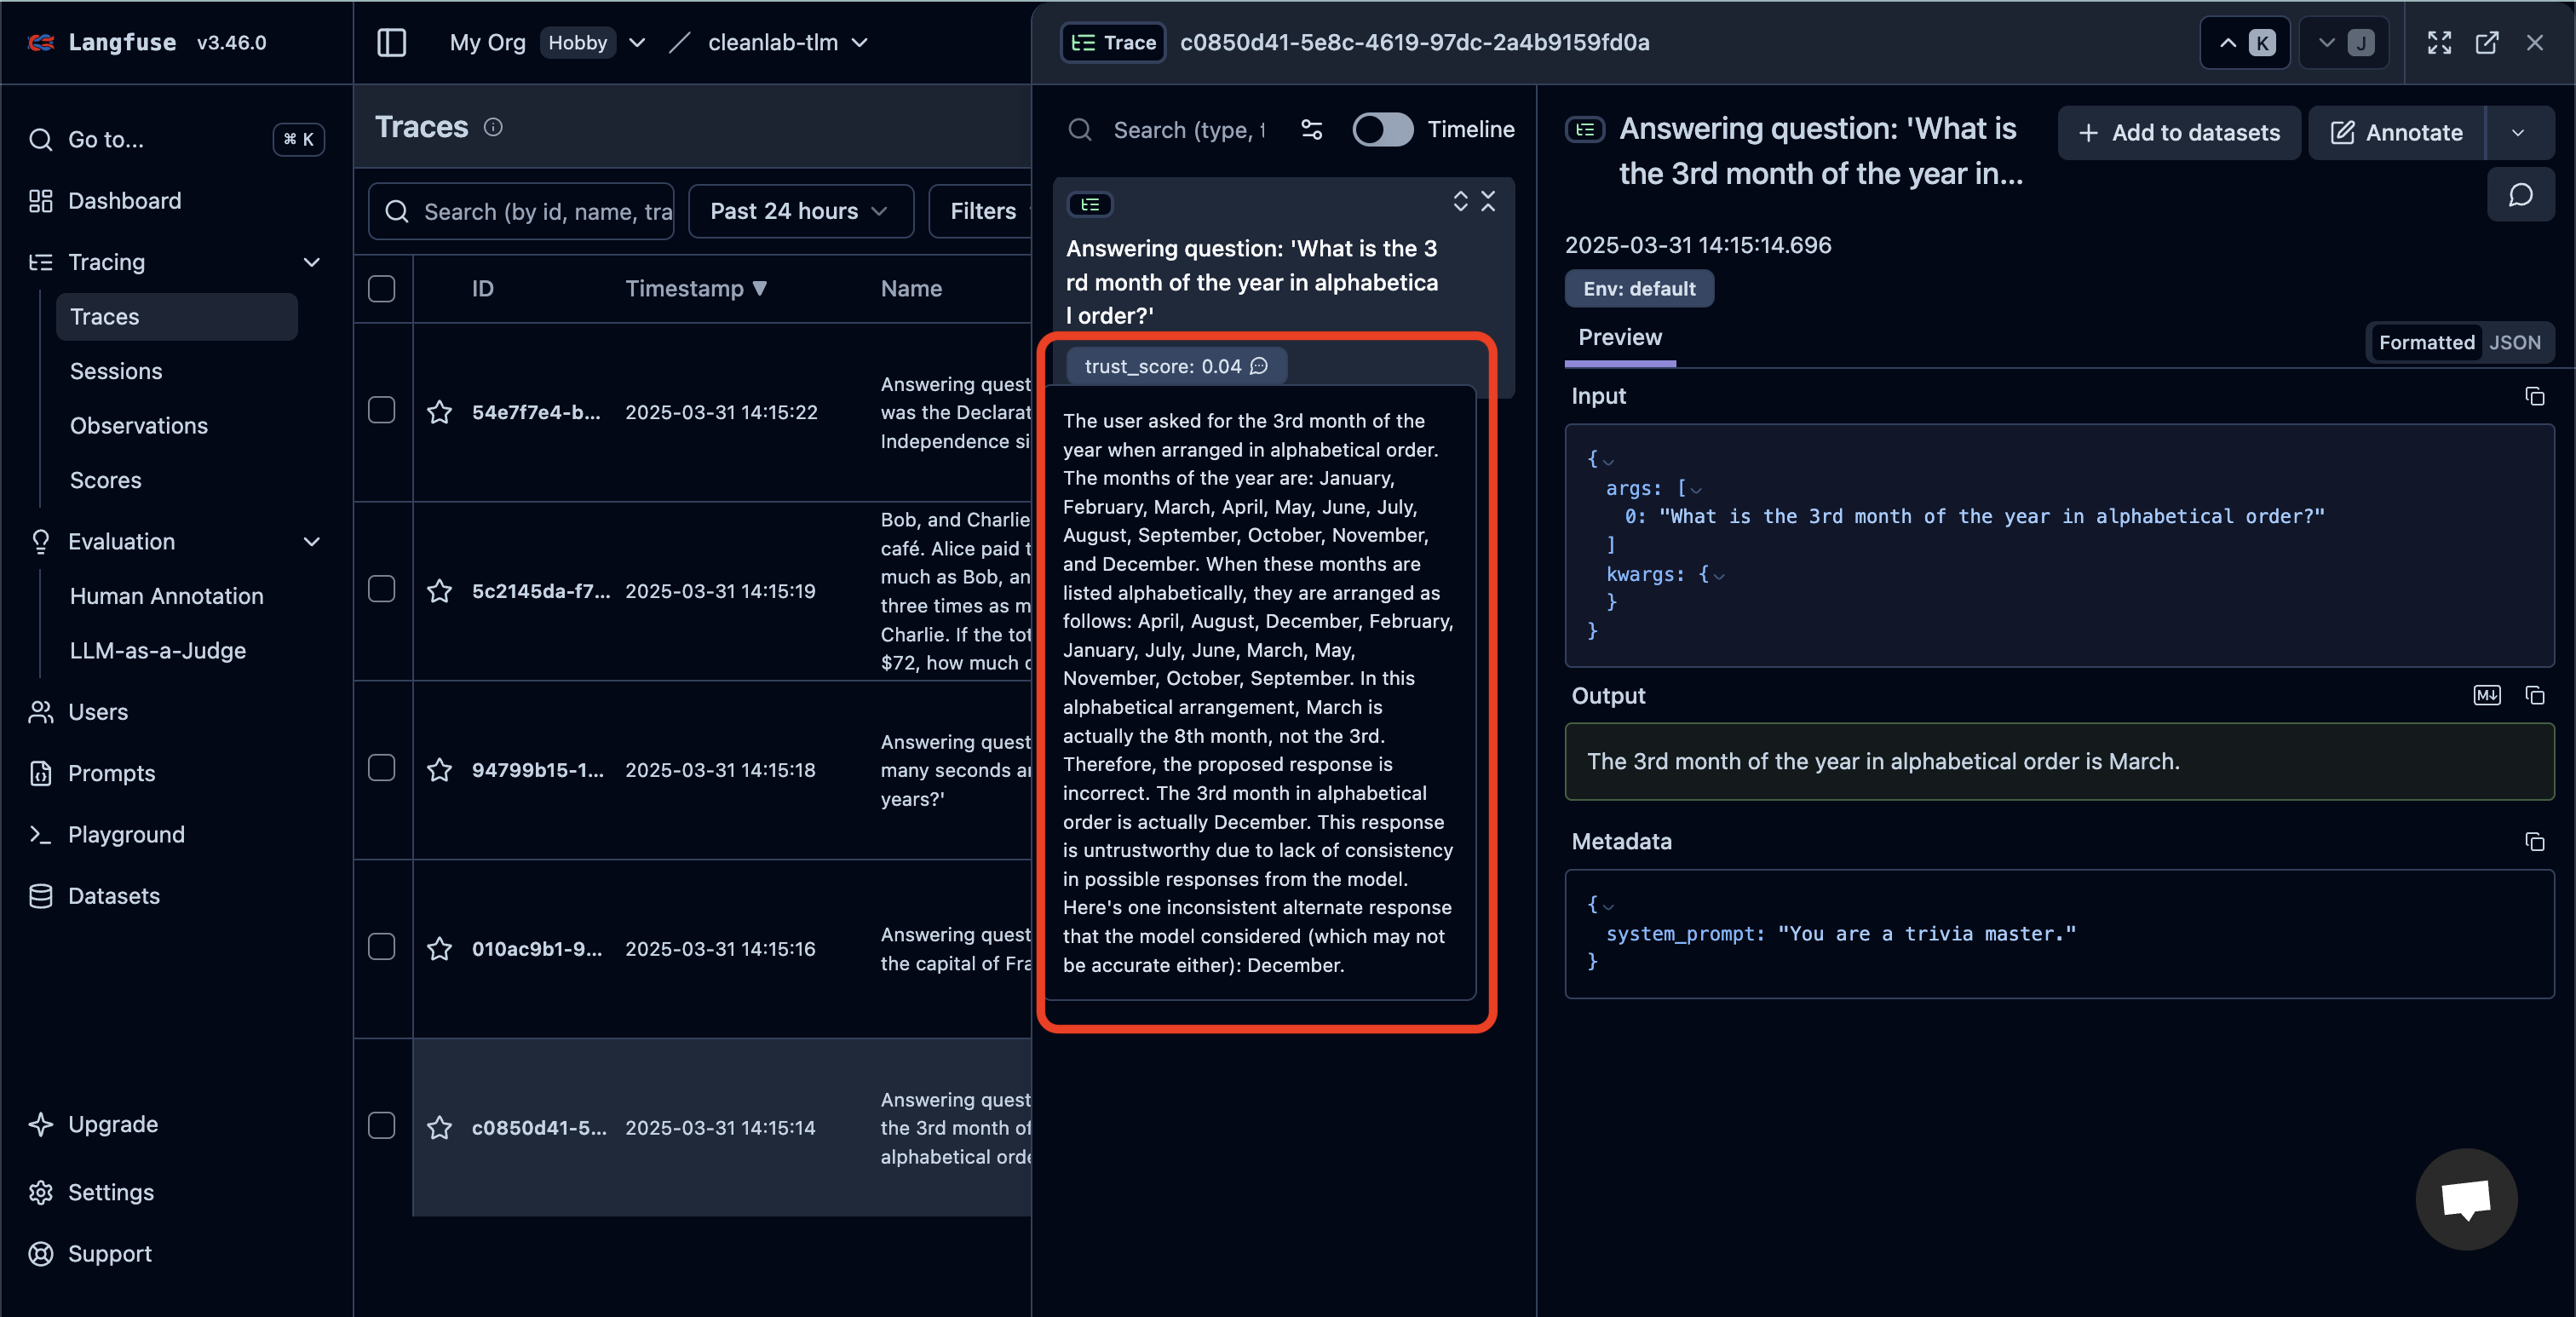 Langfuse v3.46.0
Go to...
⌘ K
Dashboard
Tracing
Traces
Sessions
Observations
Scores
Evaluation
Human Annotation
LLM-as-a-Judge
Users
Prompts
Playground
Datasets
Upgrade
Settings
Support
My Org Hobby cleanlab-tlm
Traces
Search (by id, name, tra
Past 24 hours
Filters
ID Timestamp ▼ Name
54e7f7e4-b... 2025-03-31 14:15:22
Answering quest
was the Declarat
Independence si
5c2145da-f7... 2025-03-31 14:15:19
Bob, and Charlie
café. Alice paid t
much as Bob, an
three times as m
Charlie. If the tot
$72, how much
94799b15-1... 2025-03-31 14:15:18
Answering quest
many seconds a
years?'
010ac9b1-9... 2025-03-31 14:15:16
Answering quest
the capital of Fra
c0850d41-5... 2025-03-31 14:15:14
Answering quest
the 3rd month of
alphabetical orde
Trace c0850d41-5e8c-4619-97dc-2a4b9159fd0a
K
J
Search (type, t
Timeline
Answering question: 'What is the 3
rd month of the year in alphabetica
l order?'
trust_score: 0.04
The user asked for the 3rd month of the
year when arranged in alphabetical order.
The months of the year are: January,
February, March, April, May, June, July,
August, September, October, November,
and December. When these months are
listed alphabetically, they are arranged as
follows: April, August, December, February,
January, July, June, March, May,
November, October, September. In this
alphabetical arrangement, March is
actually the 8th month, not the 3rd.
Therefore, the proposed response is
incorrect. The 3rd month in alphabetical
order is actually December. This response
is untrustworthy due to lack of consistency
in possible responses from the model.
Here's one inconsistent alternate response
that the model considered (which may not
be accurate either): December.
Answering question: 'What is
the 3rd month of the year in...
Add to datasets
Annotate
2025-03-31 14:15:14.696
Env: default
Preview
Formatted JSON
Input
{
args: [
0: "What is the 3rd month of the year in alphabetical order?"
]
kwargs: {
}
}
Output
M↓
The 3rd month of the year in alphabetical order is March.
Metadata
{
system_prompt: "You are a trivia master."
}